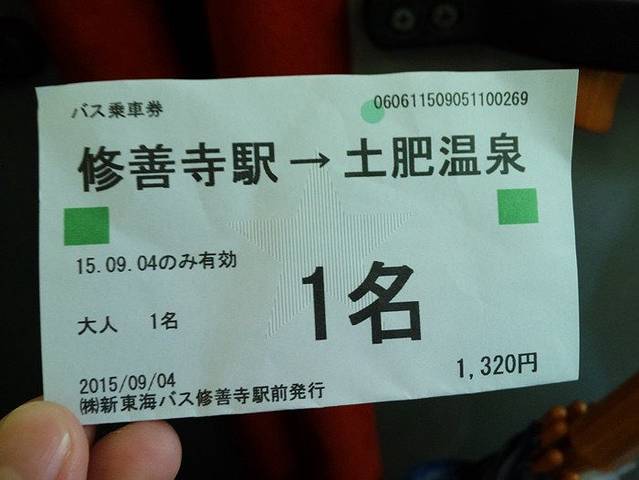 バス乗車券
060611509051100269
修善寺駅→土肥温泉
15.09.04のみ有効
大人 1名
1名
1,320円
2015/09/04
㈱新東海バス修善寺駅前発行